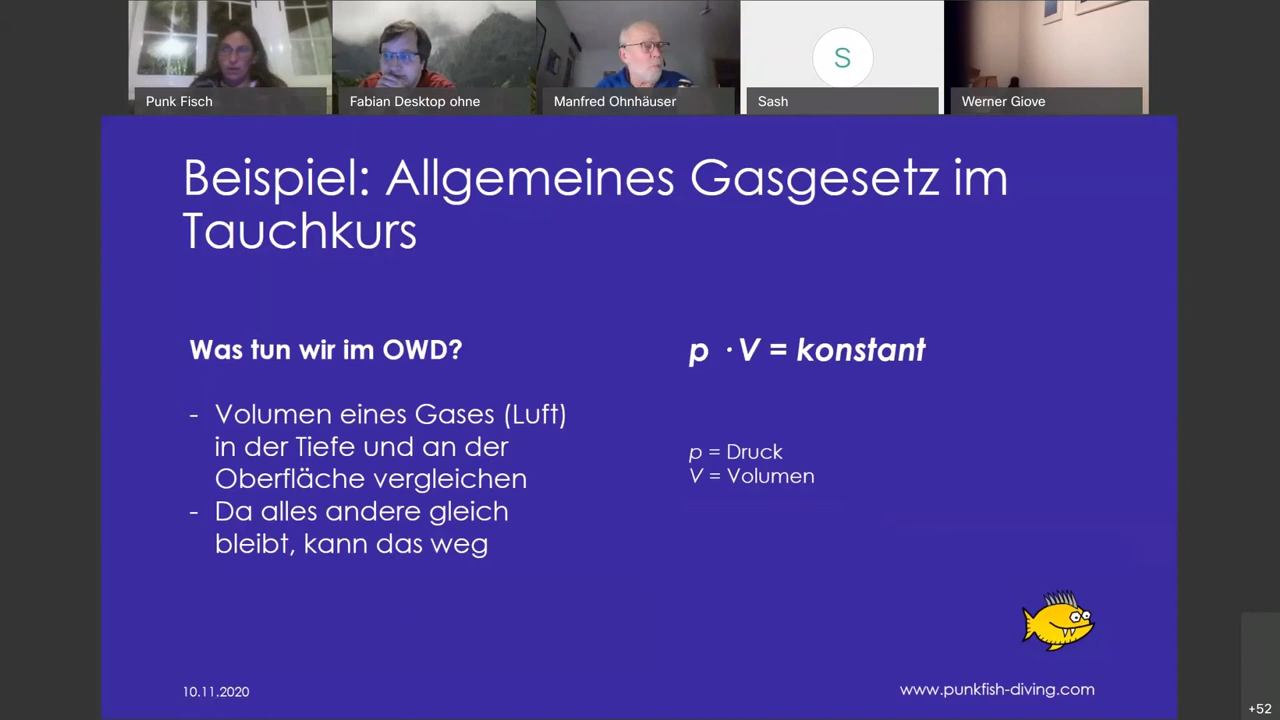 Punk Fisch
Fabian Desktop ohne
Manfred Ohnhäuser
S
Sash
Werner Giove
Beispiel: Allgemeines Gasgesetz im
Tauchkurs
Was tun wir im OWD?
- Volumen eines Gases (Luft)
in der Tiefe und an der
Oberfläche vergleichen
- Da alles andere gleich
bleibt, kann das weg
p · V = konstant
p = Druck
V = Volumen
10.11.2020
www.punkfish-diving.com
+52